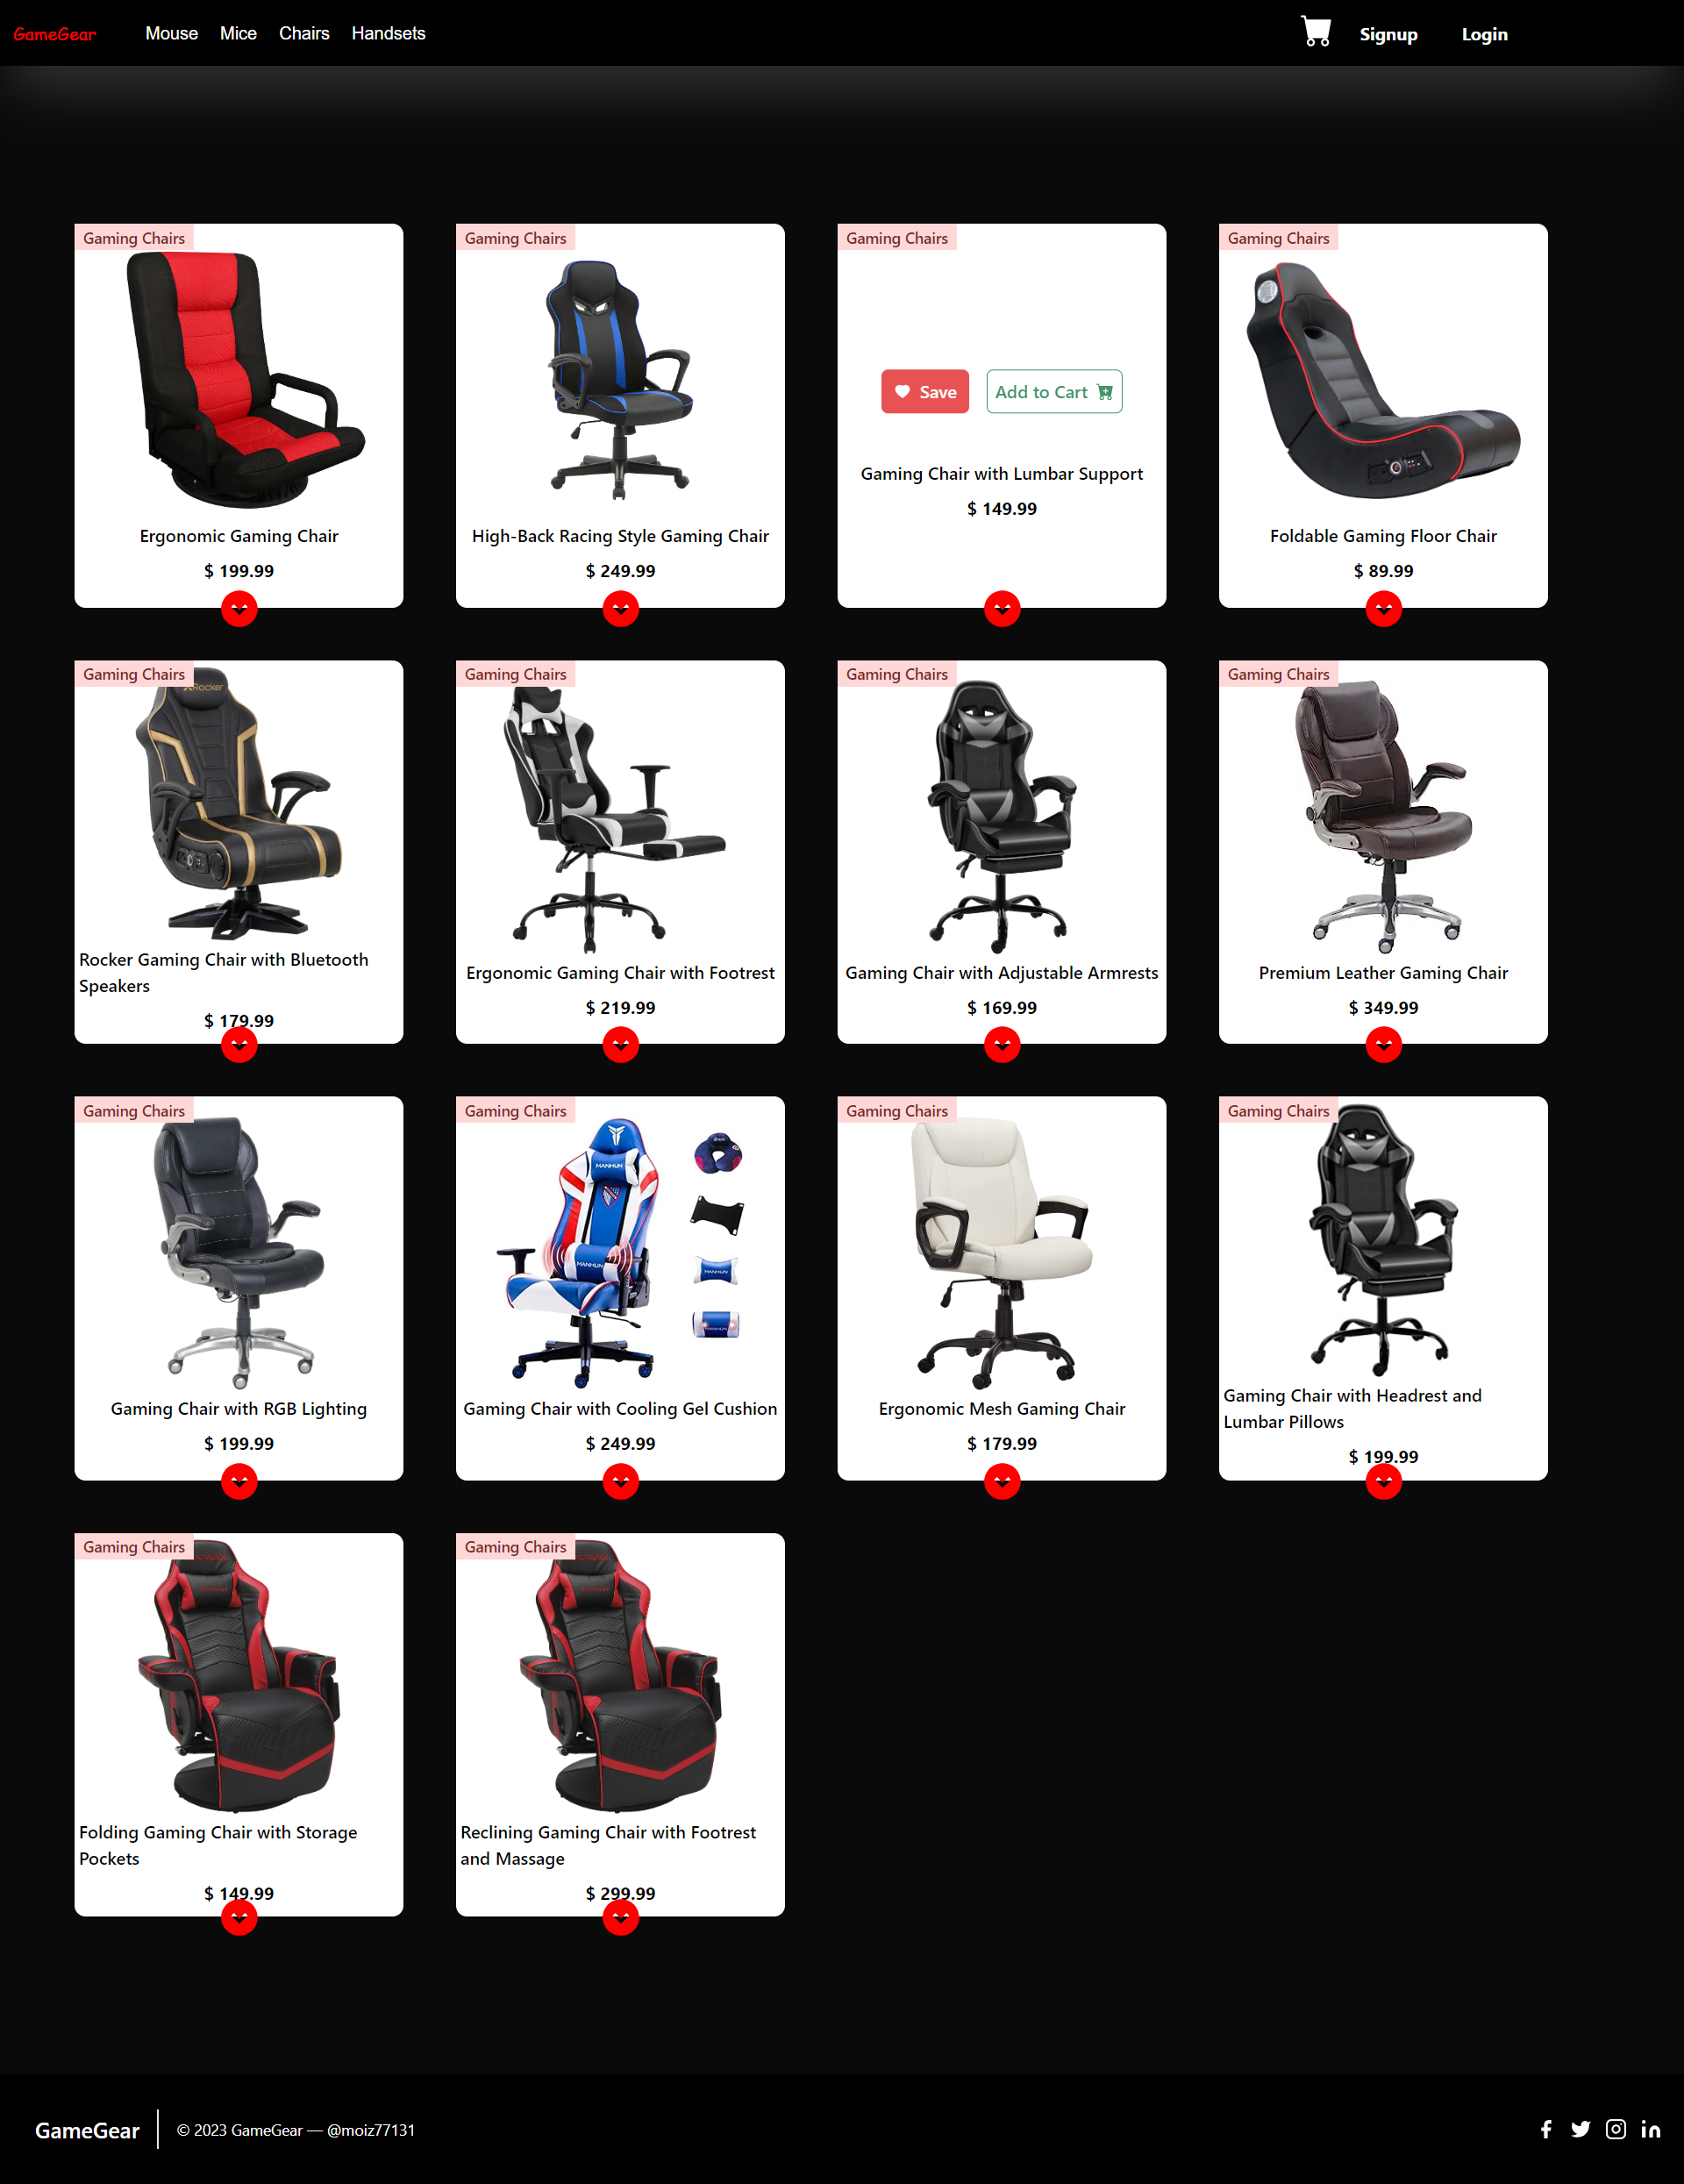 GameGear
Mouse Mice Chairs Handsets
Signup Login
Gaming Chairs
Ergonomic Gaming Chair
$ 199.99
Gaming Chairs
High-Back Racing Style Gaming Chair
$ 249.99
Gaming Chairs
Save
Add to Cart
Gaming Chair with Lumbar Support
$ 149.99
Gaming Chairs
Foldable Gaming Floor Chair
$ 89.99
Gaming Chairs
Rocker
Rocker Gaming Chair with Bluetooth
Speakers
$ 179.99
Gaming Chairs
Ergonomic Gaming Chair with Footrest
$ 219.99
Gaming Chairs
Gaming Chair with Adjustable Armrests
$ 169.99
Gaming Chairs
Premium Leather Gaming Chair
$ 349.99
Gaming Chairs
Gaming Chair with RGB Lighting
$ 199.99
Gaming Chairs
MANHUN
MANHUN
MANHUN
MANHUN
Gaming Chair with Cooling Gel Cushion
$ 249.99
Gaming Chairs
Ergonomic Mesh Gaming Chair
$ 179.99
Gaming Chairs
Gaming Chair with Headrest and
Lumbar Pillows
$ 199.99
Gaming Chairs
Folding Gaming Chair with Storage
Pockets
$ 149.99
Gaming Chairs
Reclining Gaming Chair with Footrest
and Massage
$ 299.99
GameGear
© 2023 GameGear — @moiz77131